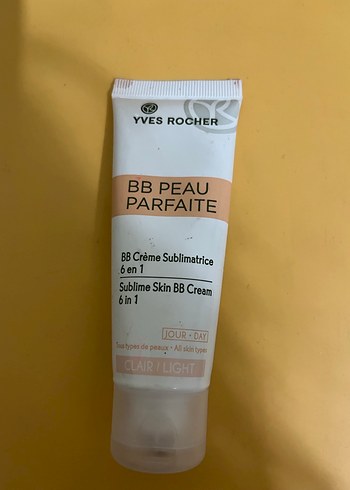 YVES ROCHER
BB PEAU
PARFAITE
BB Crème Sublimatrice
6 en 1
Sublime Skin BB Cream
6 in 1
JOUR • DAY
Tous types de peaux • All skin types
CLAIR / LIGHT